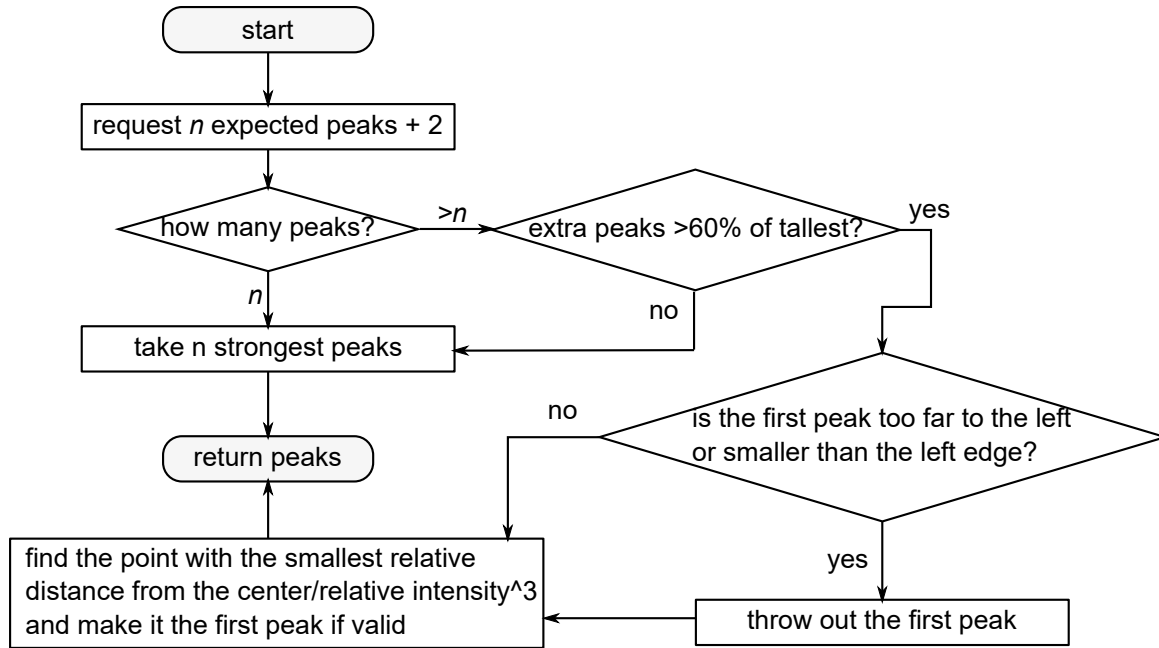 start
request n expected peaks + 2
how many peaks?
>n
extra peaks >60% of tallest?
yes
n
no
take n strongest peaks
no
is the first peak too far to the left
or smaller than the left edge?
return peaks
yes
find the point with the smallest relative
distance from the center/relative intensity^3
and make it the first peak if valid
throw out the first peak